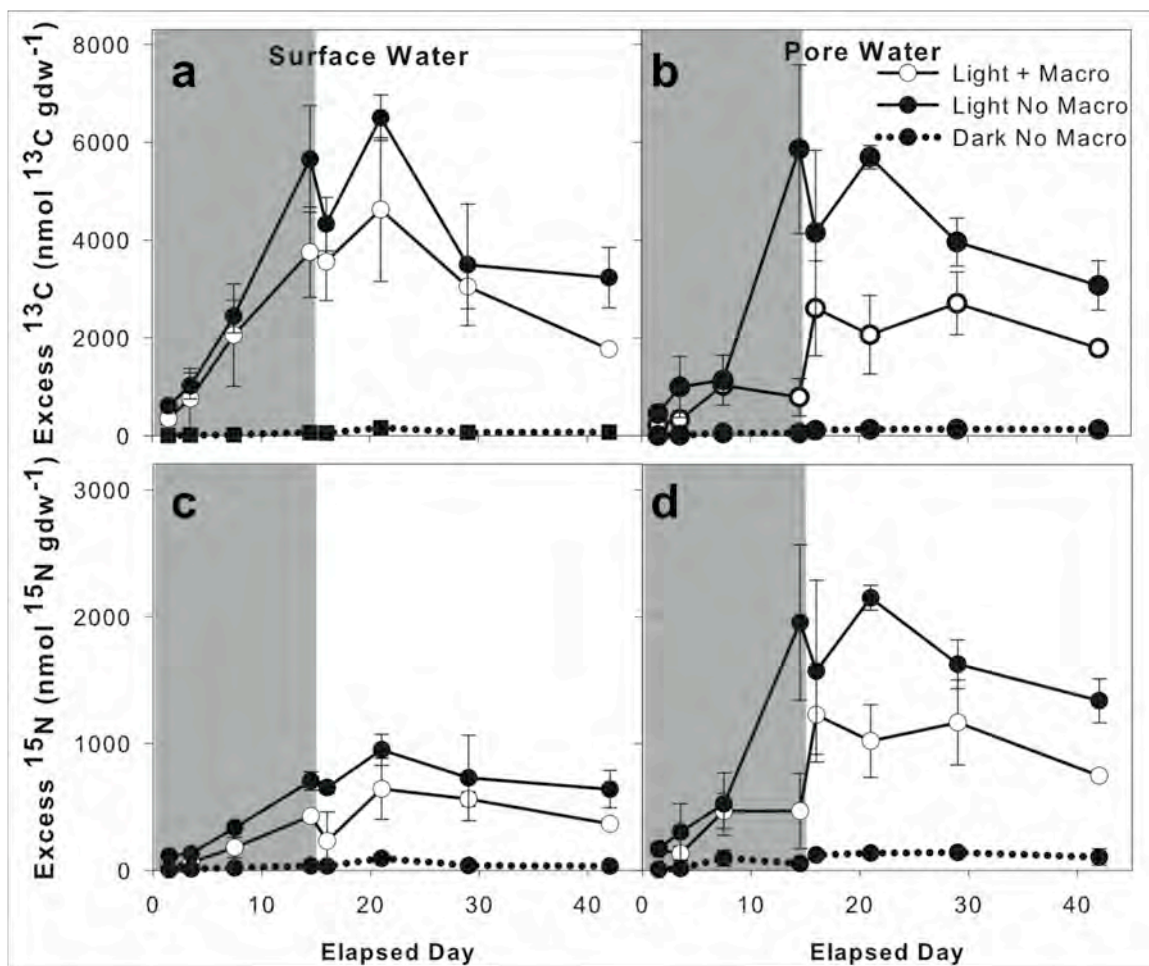 Surface Water
Pore Water
a
b
Light + Macro
Light No Macro
Dark No Macro
Excess ¹³C (nmol ¹³C gdw⁻¹)
8000
6000
4000
2000
0
c
d
Excess ¹⁵N (nmol ¹⁵N gdw⁻¹)
3000
2000
1000
0
0 10 20 30 40 0 10 20 30 40
Elapsed Day Elapsed Day